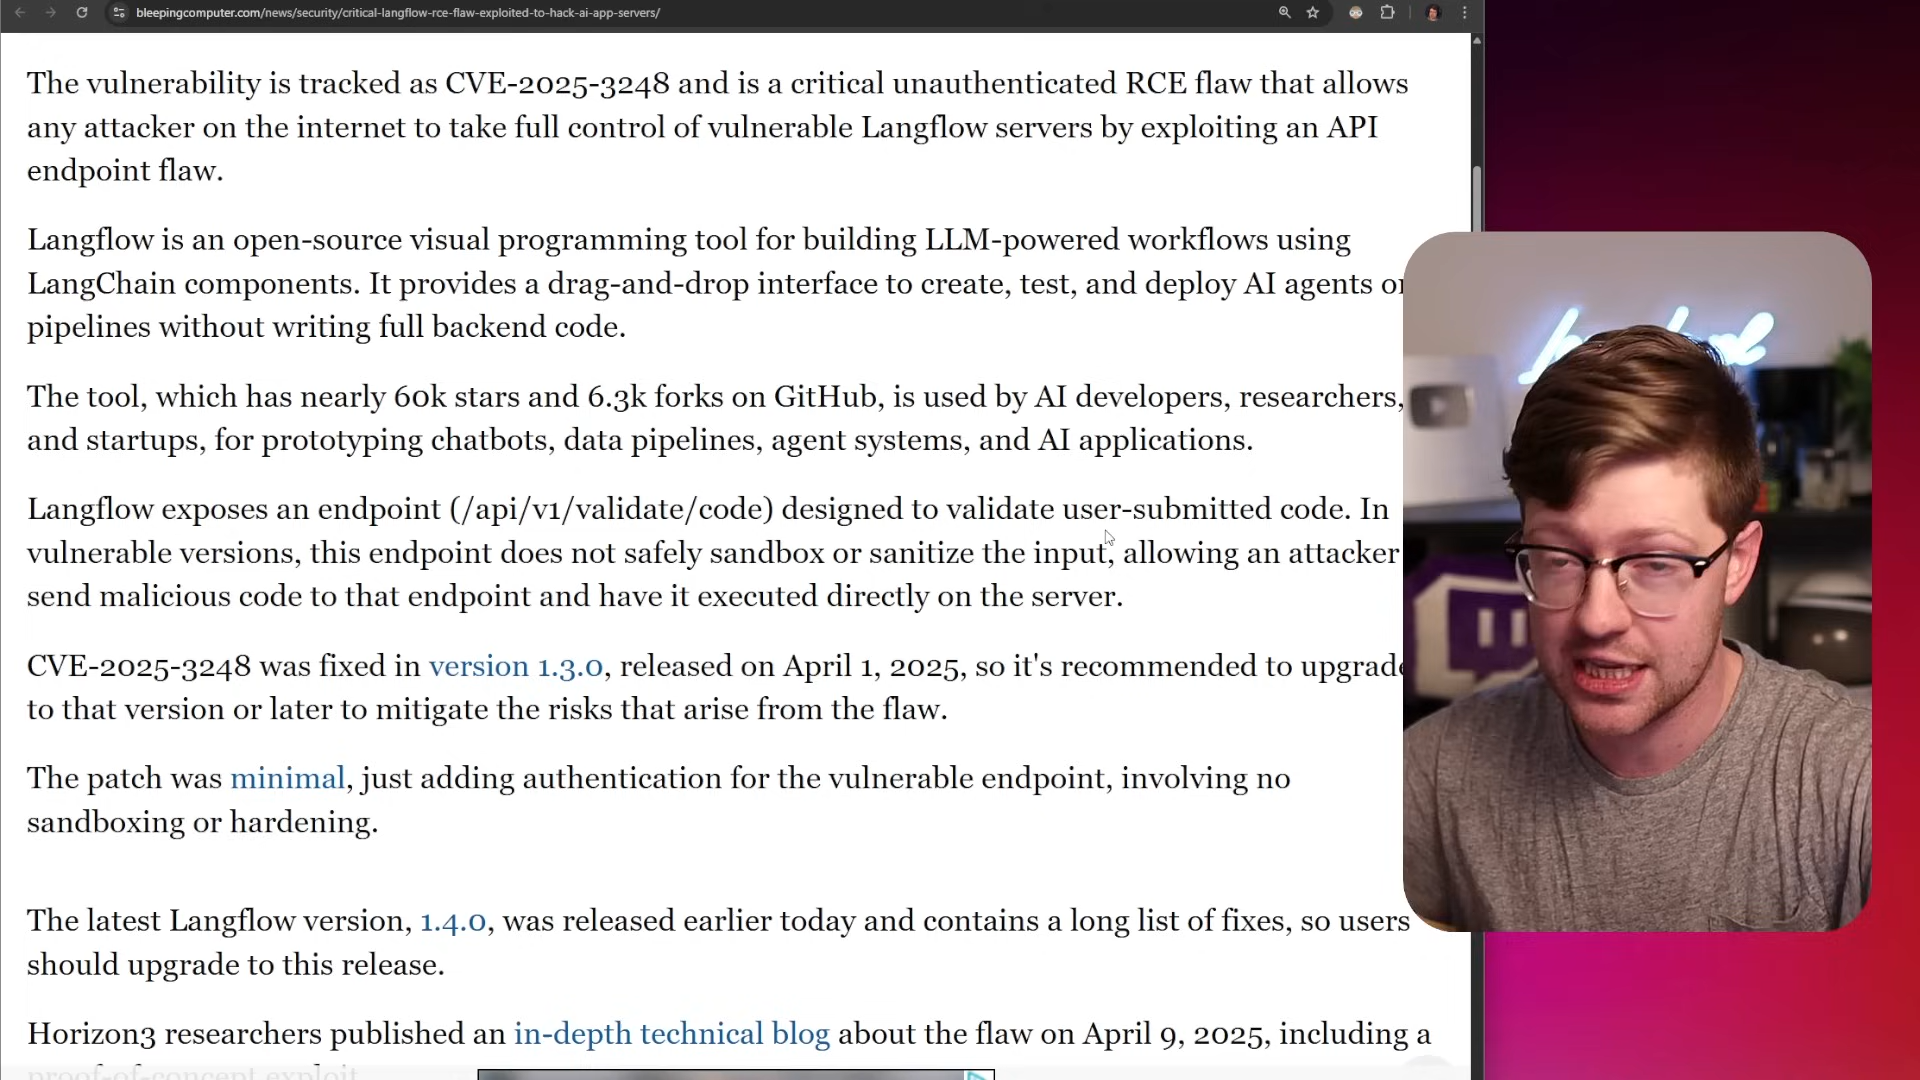 bleepingcomputer.com/news/security/critical-langflow-rce-flaw-exploited-to-hack-ai-app-servers/
The vulnerability is tracked as CVE-2025-3248 and is a critical unauthenticated RCE flaw that allows
any attacker on the internet to take full control of vulnerable Langflow servers by exploiting an API
endpoint flaw.
Langflow is an open-source visual programming tool for building LLM-powered workflows using
LangChain components. It provides a drag-and-drop interface to create, test, and deploy AI agents or
pipelines without writing full backend code.
The tool, which has nearly 60k stars and 6.3k forks on GitHub, is used by AI developers, researchers,
and startups, for prototyping chatbots, data pipelines, agent systems, and AI applications.
Langflow exposes an endpoint (/api/v1/validate/code) designed to validate user-submitted code. In
vulnerable versions, this endpoint does not safely sandbox or sanitize the input, allowing an attacker
send malicious code to that endpoint and have it executed directly on the server.
CVE-2025-3248 was fixed in version 1.3.0, released on April 1, 2025, so it's recommended to upgrade
to that version or later to mitigate the risks that arise from the flaw.
The patch was minimal, just adding authentication for the vulnerable endpoint, involving no
sandboxing or hardening.
The latest Langflow version, 1.4.0, was released earlier today and contains a long list of fixes, so users
should upgrade to this release.
Horizon3 researchers published an in-depth technical blog about the flaw on April 9, 2025, including a
proof-of-concept exploit